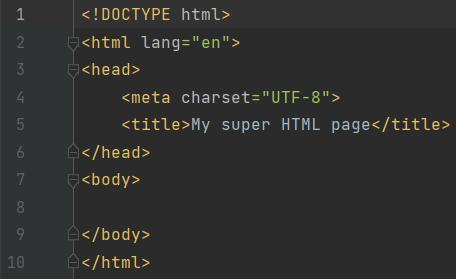 1 <!DOCTYPE html>
2 <html lang="en">
3 <head>
4     <meta charset="UTF-8">
5     <title>My super HTML page</title>
6 </head>
7 <body>
8
9 </body>
10 </html>